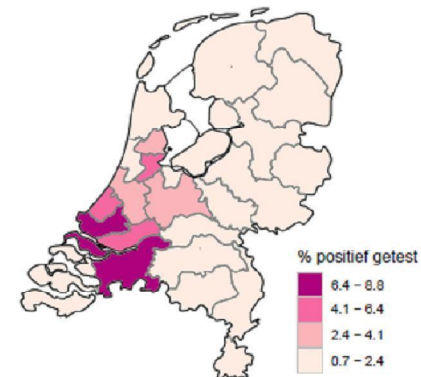 % positief getest
6.4 – 8.8
4.1 – 6.4
2.4 – 4.1
0.7 – 2.4